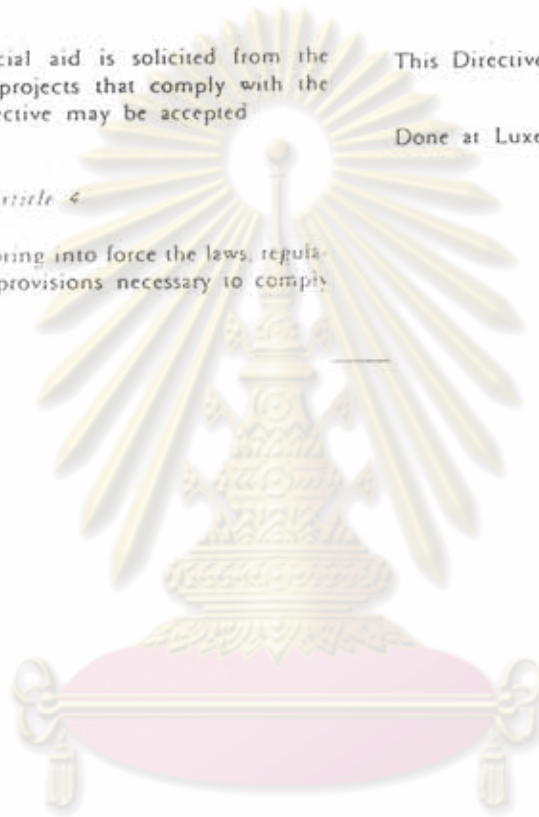 cial aid is solicited from the
projects that comply with the
ective may be accepted
rticle 4
bring into force the laws, regula-
provisions necessary to comply
This Directive
Done at Luxe